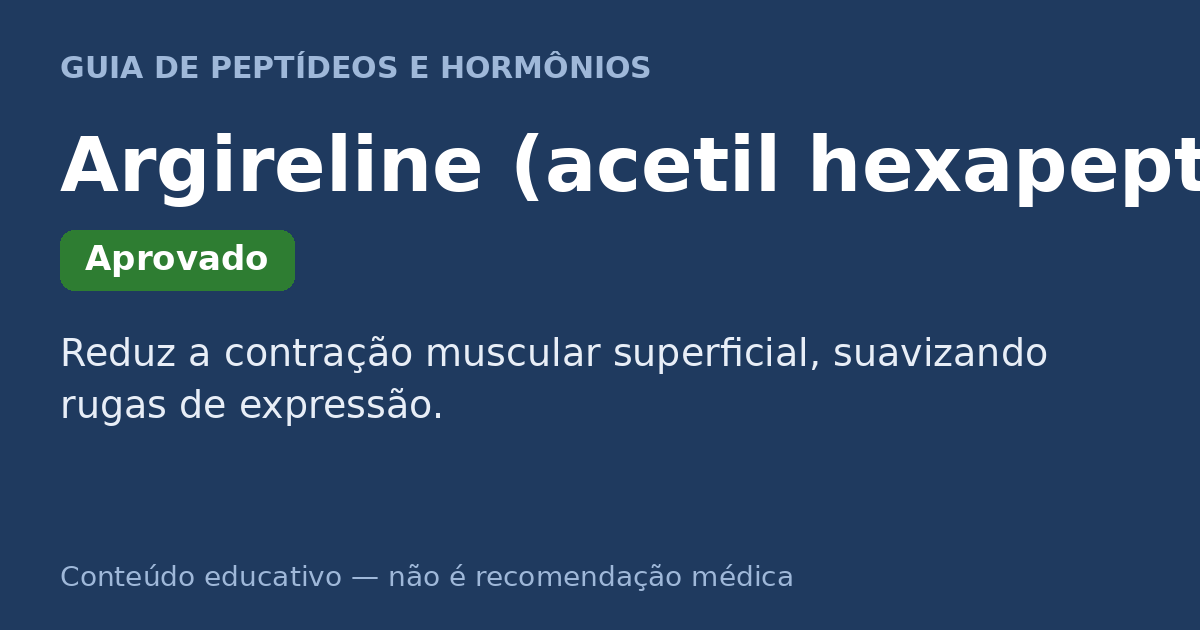 GUIA DE PEPTÍDEOS E HORMÔNIOS
Argireline (acetil hexapept
Aprovado
Reduz a contração muscular superficial, suavizando
rugas de expressão.
Conteúdo educativo — não é recomendação médica